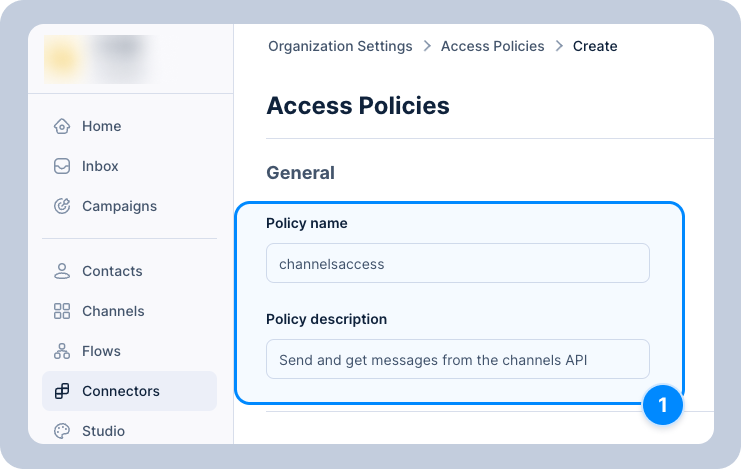 Organization Settings > Access Policies > Create
Access Policies
Home
Inbox
Campaigns
Contacts
Channels
Flows
Connectors
Studio
General
Policy name
channelsaccess
Policy description
Send and get messages from the channels API
1